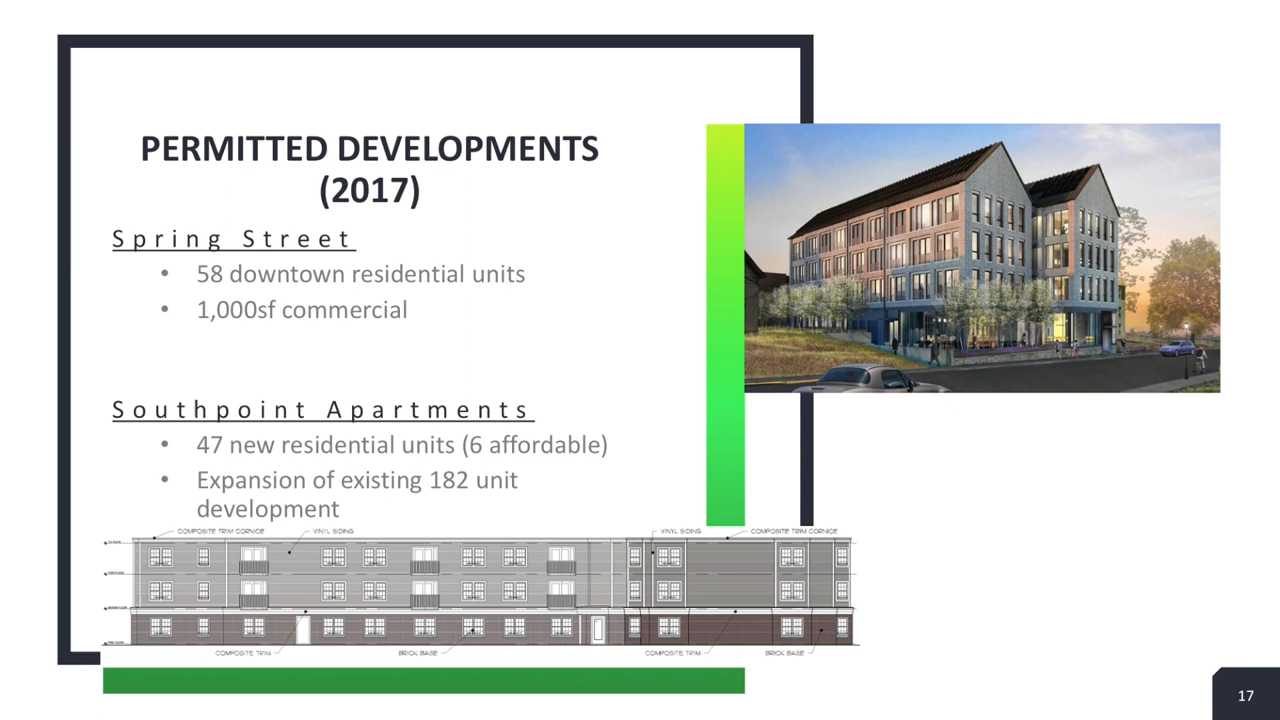 PERMITTED DEVELOPMENTS
(2017)
Spring Street
• 58 downtown residential units
• 1,000sf commercial
Southpoint Apartments
• 47 new residential units (6 affordable)
• Expansion of existing 182 unit
development
COMPOSITE TRIM CORNICE VINYL SIDING VINYL SIDING COMPOSITE TRIM CORNICE
COMPOSITE TRIM BRICK BASE COMPOSITE TRIM BRICK BASE
17